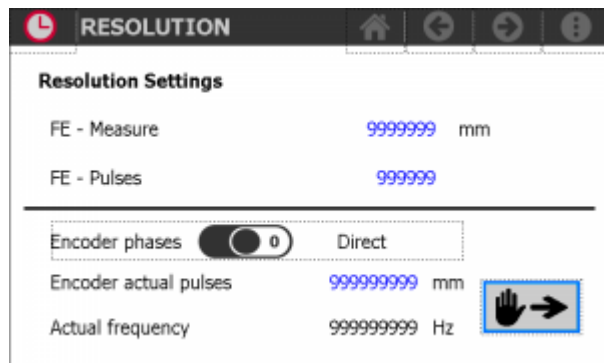 RESOLUTION
Resolution Settings
FE - Measure 9999999 mm
FE - Pulses 999999
Encoder phases 0 Direct
Encoder actual pulses 999999999 mm
Actual frequency 999999999 Hz